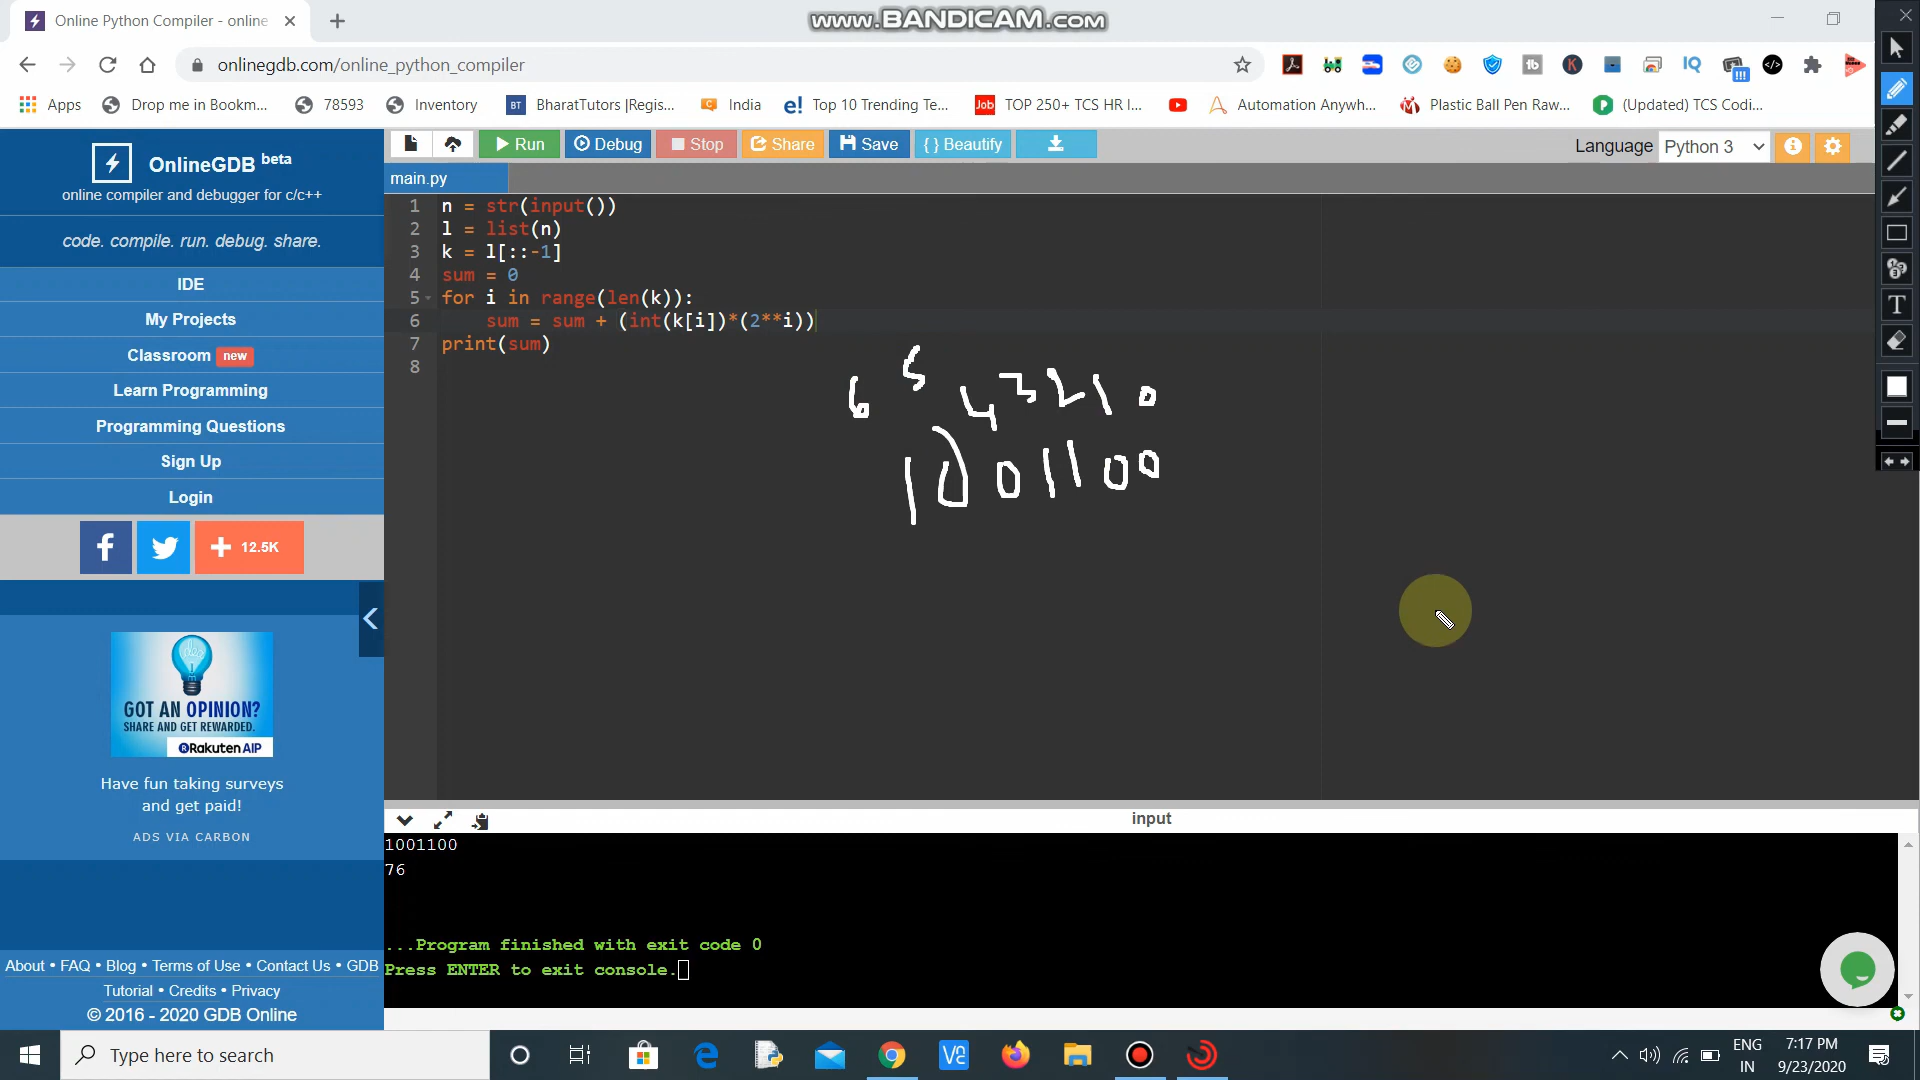 Online Python Compiler - online
www.BANDICAM.com
onlinegdb.com/online_python_compiler
Apps
Drop me in Bookm...
78593
Inventory
BT BharatTutors |Regis...
India
e! Top 10 Trending Te...
Job TOP 250+ TCS HR I...
Automation Anywh...
Plastic Ball Pen Raw...
(Updated) TCS Codi...
OnlineGDB beta
online compiler and debugger for c/c++
code. compile. run. debug. share.
IDE
My Projects
Classroom new
Learn Programming
Programming Questions
Sign Up
Login
f + 12.5K
GOT AN OPINION?
SHARE AND GET REWARDED.
Rakuten AIP
Have fun taking surveys
and get paid!
ADS VIA CARBON
About • FAQ • Blog • Terms of Use • Contact Us • GDB
Tutorial • Credits • Privacy
© 2016 - 2020 GDB Online
Run Debug Stop Share Save { } Beautify
Language Python 3
main.py
1 n = str(input())
2 l = list(n)
3 k = l[::-1]
4 sum = 0
5 for i in range(len(k)):
6 sum = sum + (int(k[i])*(2**i))
7 print(sum)
8
6 5 4 3 2 1 0
1 0 0 1 1 0 0
input
1001100
76
...Program finished with exit code 0
Press ENTER to exit console.
Type here to search
ENG
IN
7:17 PM
9/23/2020